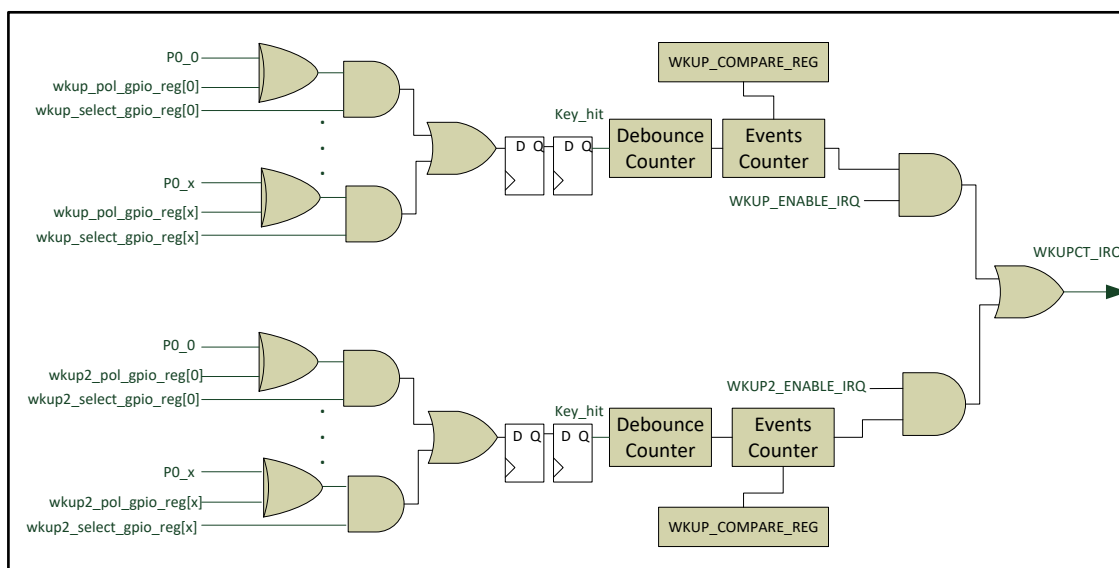 P0_0
wkup_pol_gpio_reg[0]
wkup_select_gpio_reg[0]
P0_x
wkup_pol_gpio_reg[x]
wkup_select_gpio_reg[x]
D Q
D Q
Key_hit
Debounce
Counter
WKUP_COMPARE_REG
Events
Counter
WKUP_ENABLE_IRQ
WKUPCT_IRQ
P0_0
wkup2_pol_gpio_reg[0]
wkup2_select_gpio_reg[0]
P0_x
wkup2_pol_gpio_reg[x]
wkup2_select_gpio_reg[x]
D Q
D Q
Key_hit
Debounce
Counter
Events
Counter
WKUP_COMPARE_REG
WKUP2_ENABLE_IRQ